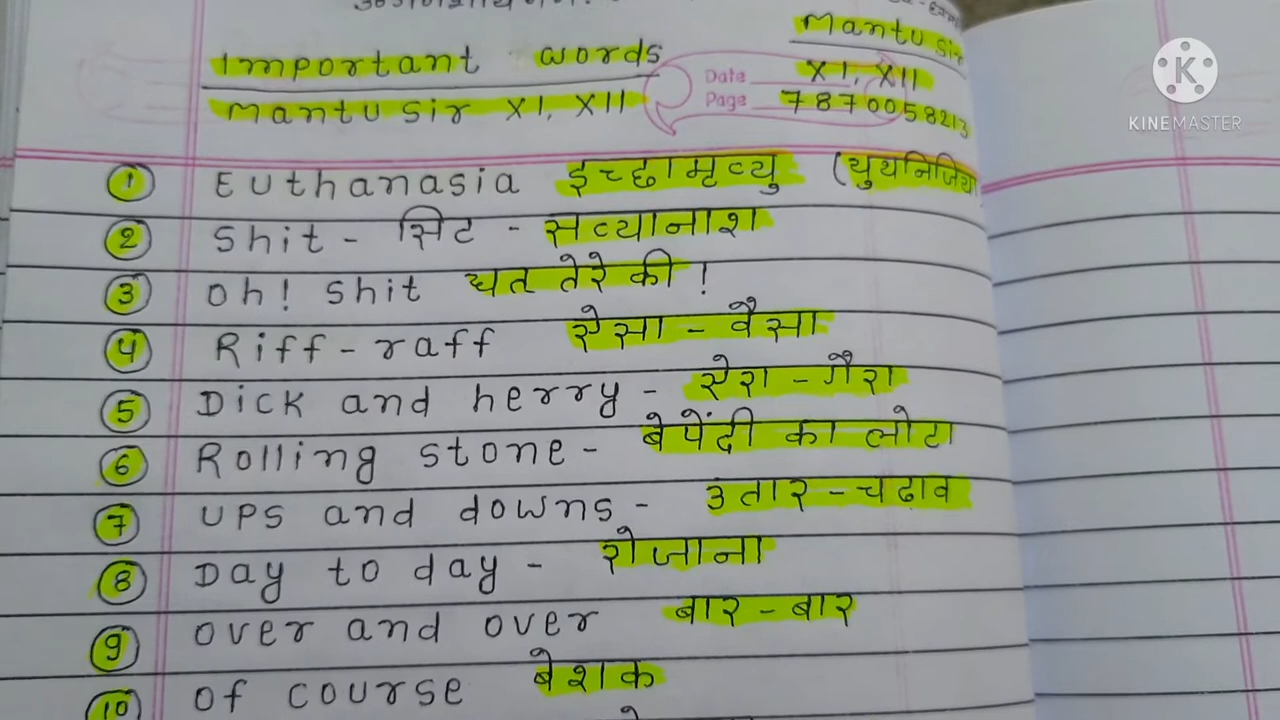 Mantu Sir
Important words
Date XI, XII
Mantu Sir XI, XII
Page 7870058213
K
KINEMASTER
1 Euthanasia इच्छामृत्यु (युथनिजिया
2 Shit - सिट - सत्यानाश
3 Oh! Shit धत् तेरे की !
4 Riff-raff ऐसा - वैसा
5 Dick and herry - ऐरा-गैरा
6 Rolling stone - बेपेंदी का लोटा
7 UPS and downs - उतार-चढ़ाव
8 Day to day - रोजाना
9 Over and over बार-बार
10 Of course बेशक